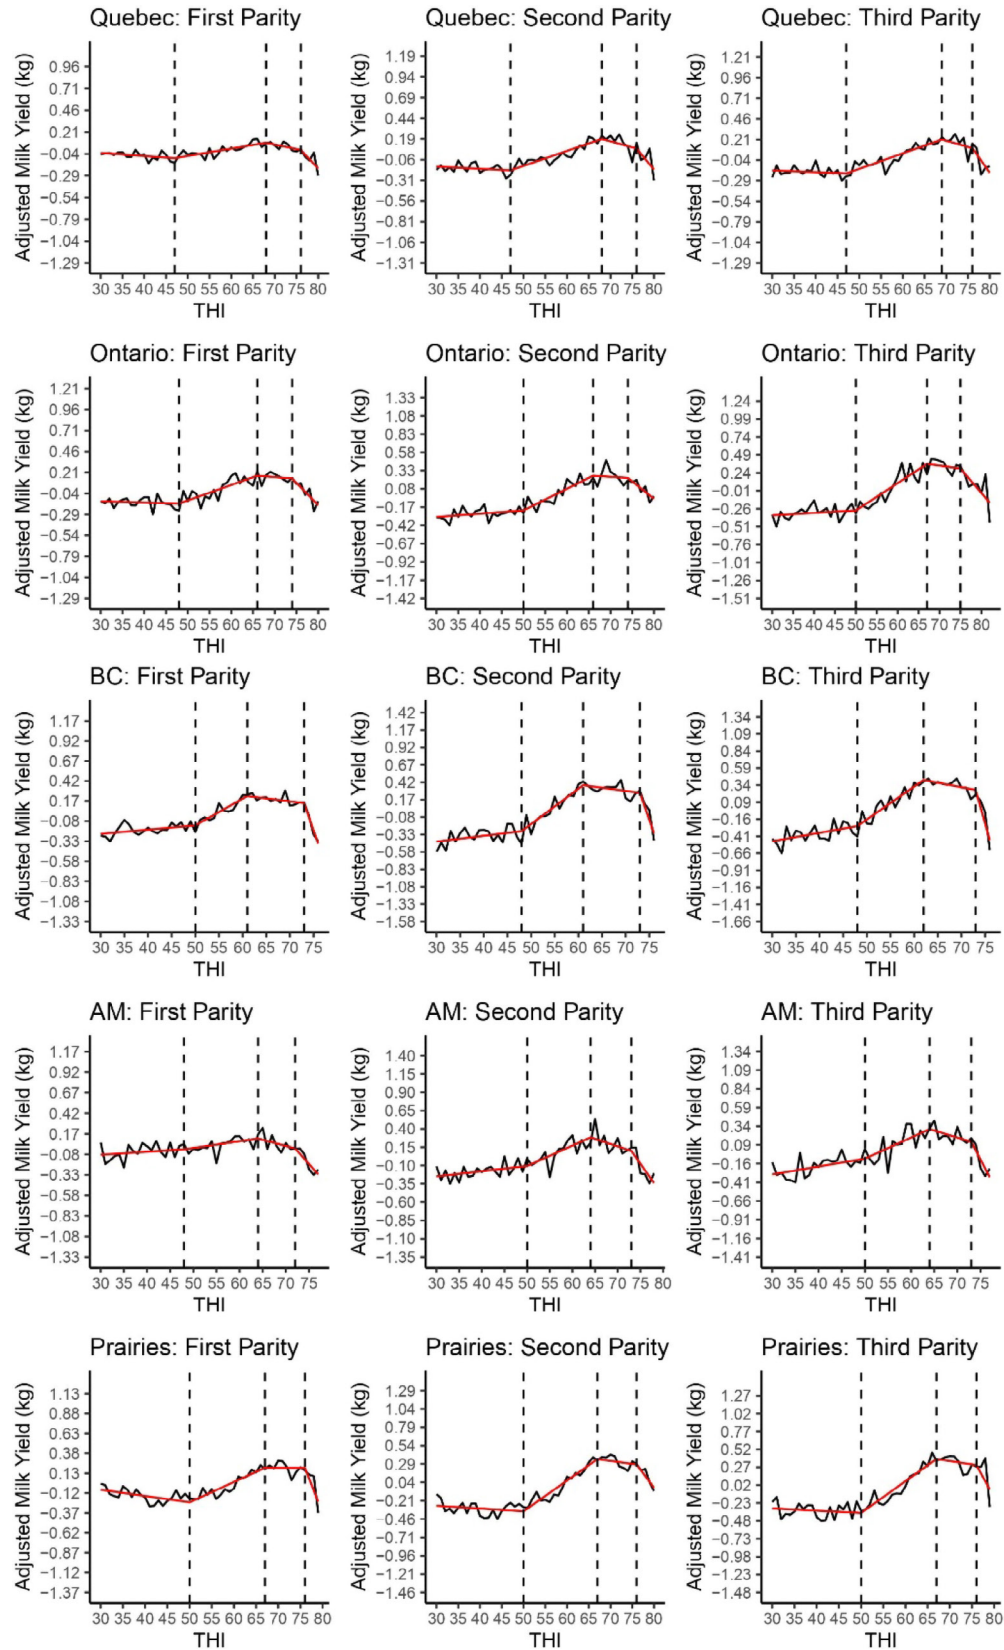 Quebec: First Parity
Adjusted Milk Yield (kg)
0.96
0.71
0.46
0.21
−0.04
−0.29
−0.54
−0.79
−1.04
−1.29
30 35 40 45 50 55 60 65 70 75 80
THI
Quebec: Second Parity
Adjusted Milk Yield (kg)
1.19
0.94
0.69
0.44
0.19
−0.06
−0.31
−0.56
−0.81
−1.06
−1.31
30 35 40 45 50 55 60 65 70 75 80
THI
Quebec: Third Parity
Adjusted Milk Yield (kg)
1.21
0.96
0.71
0.46
0.21
−0.04
−0.29
−0.54
−0.79
−1.04
−1.29
30 35 40 45 50 55 60 65 70 75 80
THI
Ontario: First Parity
Adjusted Milk Yield (kg)
1.21
0.96
0.71
0.46
0.21
−0.04
−0.29
−0.54
−0.79
−1.04
−1.29
30 35 40 45 50 55 60 65 70 75 80
THI
Ontario: Second Parity
Adjusted Milk Yield (kg)
1.33
1.08
0.83
0.58
0.33
0.08
−0.17
−0.42
−0.67
−0.92
−1.17
−1.42
30 35 40 45 50 55 60 65 70 75 80
THI
Ontario: Third Parity
Adjusted Milk Yield (kg)
1.24
0.99
0.74
0.49
0.24
−0.01
−0.26
−0.51
−0.76
−1.01
−1.26
−1.51
30 35 40 45 50 55 60 65 70 75 80
THI
BC: First Parity
Adjusted Milk Yield (kg)
1.17
0.92
0.67
0.42
0.17
−0.08
−0.33
−0.58
−0.83
−1.08
−1.33
30 35 40 45 50 55 60 65 70 75
THI
BC: Second Parity
Adjusted Milk Yield (kg)
1.42
1.17
0.92
0.67
0.42
0.17
−0.08
−0.33
−0.58
−0.83
−1.08
−1.33
−1.58
30 35 40 45 50 55 60 65 70 75
THI
BC: Third Parity
Adjusted Milk Yield (kg)
1.34
1.09
0.84
0.59
0.34
0.09
−0.16
−0.41
−0.66
−0.91
−1.16
−1.41
−1.66
30 35 40 45 50 55 60 65 70 75
THI
AM: First Parity
Adjusted Milk Yield (kg)
1.17
0.92
0.67
0.42
0.17
−0.08
−0.33
−0.58
−0.83
−1.08
−1.33
30 35 40 45 50 55 60 65 70 75
THI
AM: Second Parity
Adjusted Milk Yield (kg)
1.40
1.15
0.90
0.65
0.40
0.15
−0.10
−0.35
−0.60
−0.85
−1.10
−1.35
30 35 40 45 50 55 60 65 70 75 80
THI
AM: Third Parity
Adjusted Milk Yield (kg)
1.34
1.09
0.84
0.59
0.34
0.09
−0.16
−0.41
−0.66
−0.91
−1.16
−1.41
30 35 40 45 50 55 60 65 70 75
THI
Prairies: First Parity
Adjusted Milk Yield (kg)
1.13
0.88
0.63
0.38
0.13
−0.12
−0.37
−0.62
−0.87
−1.12
−1.37
30 35 40 45 50 55 60 65 70 75 80
THI
Prairies: Second Parity
Adjusted Milk Yield (kg)
1.29
1.04
0.79
0.54
0.29
0.04
−0.21
−0.46
−0.71
−0.96
−1.21
−1.46
30 35 40 45 50 55 60 65 70 75 80
THI
Prairies: Third Parity
Adjusted Milk Yield (kg)
1.27
1.02
0.77
0.52
0.27
0.02
−0.23
−0.48
−0.73
−0.98
−1.23
−1.48
30 35 40 45 50 55 60 65 70 75 80
THI